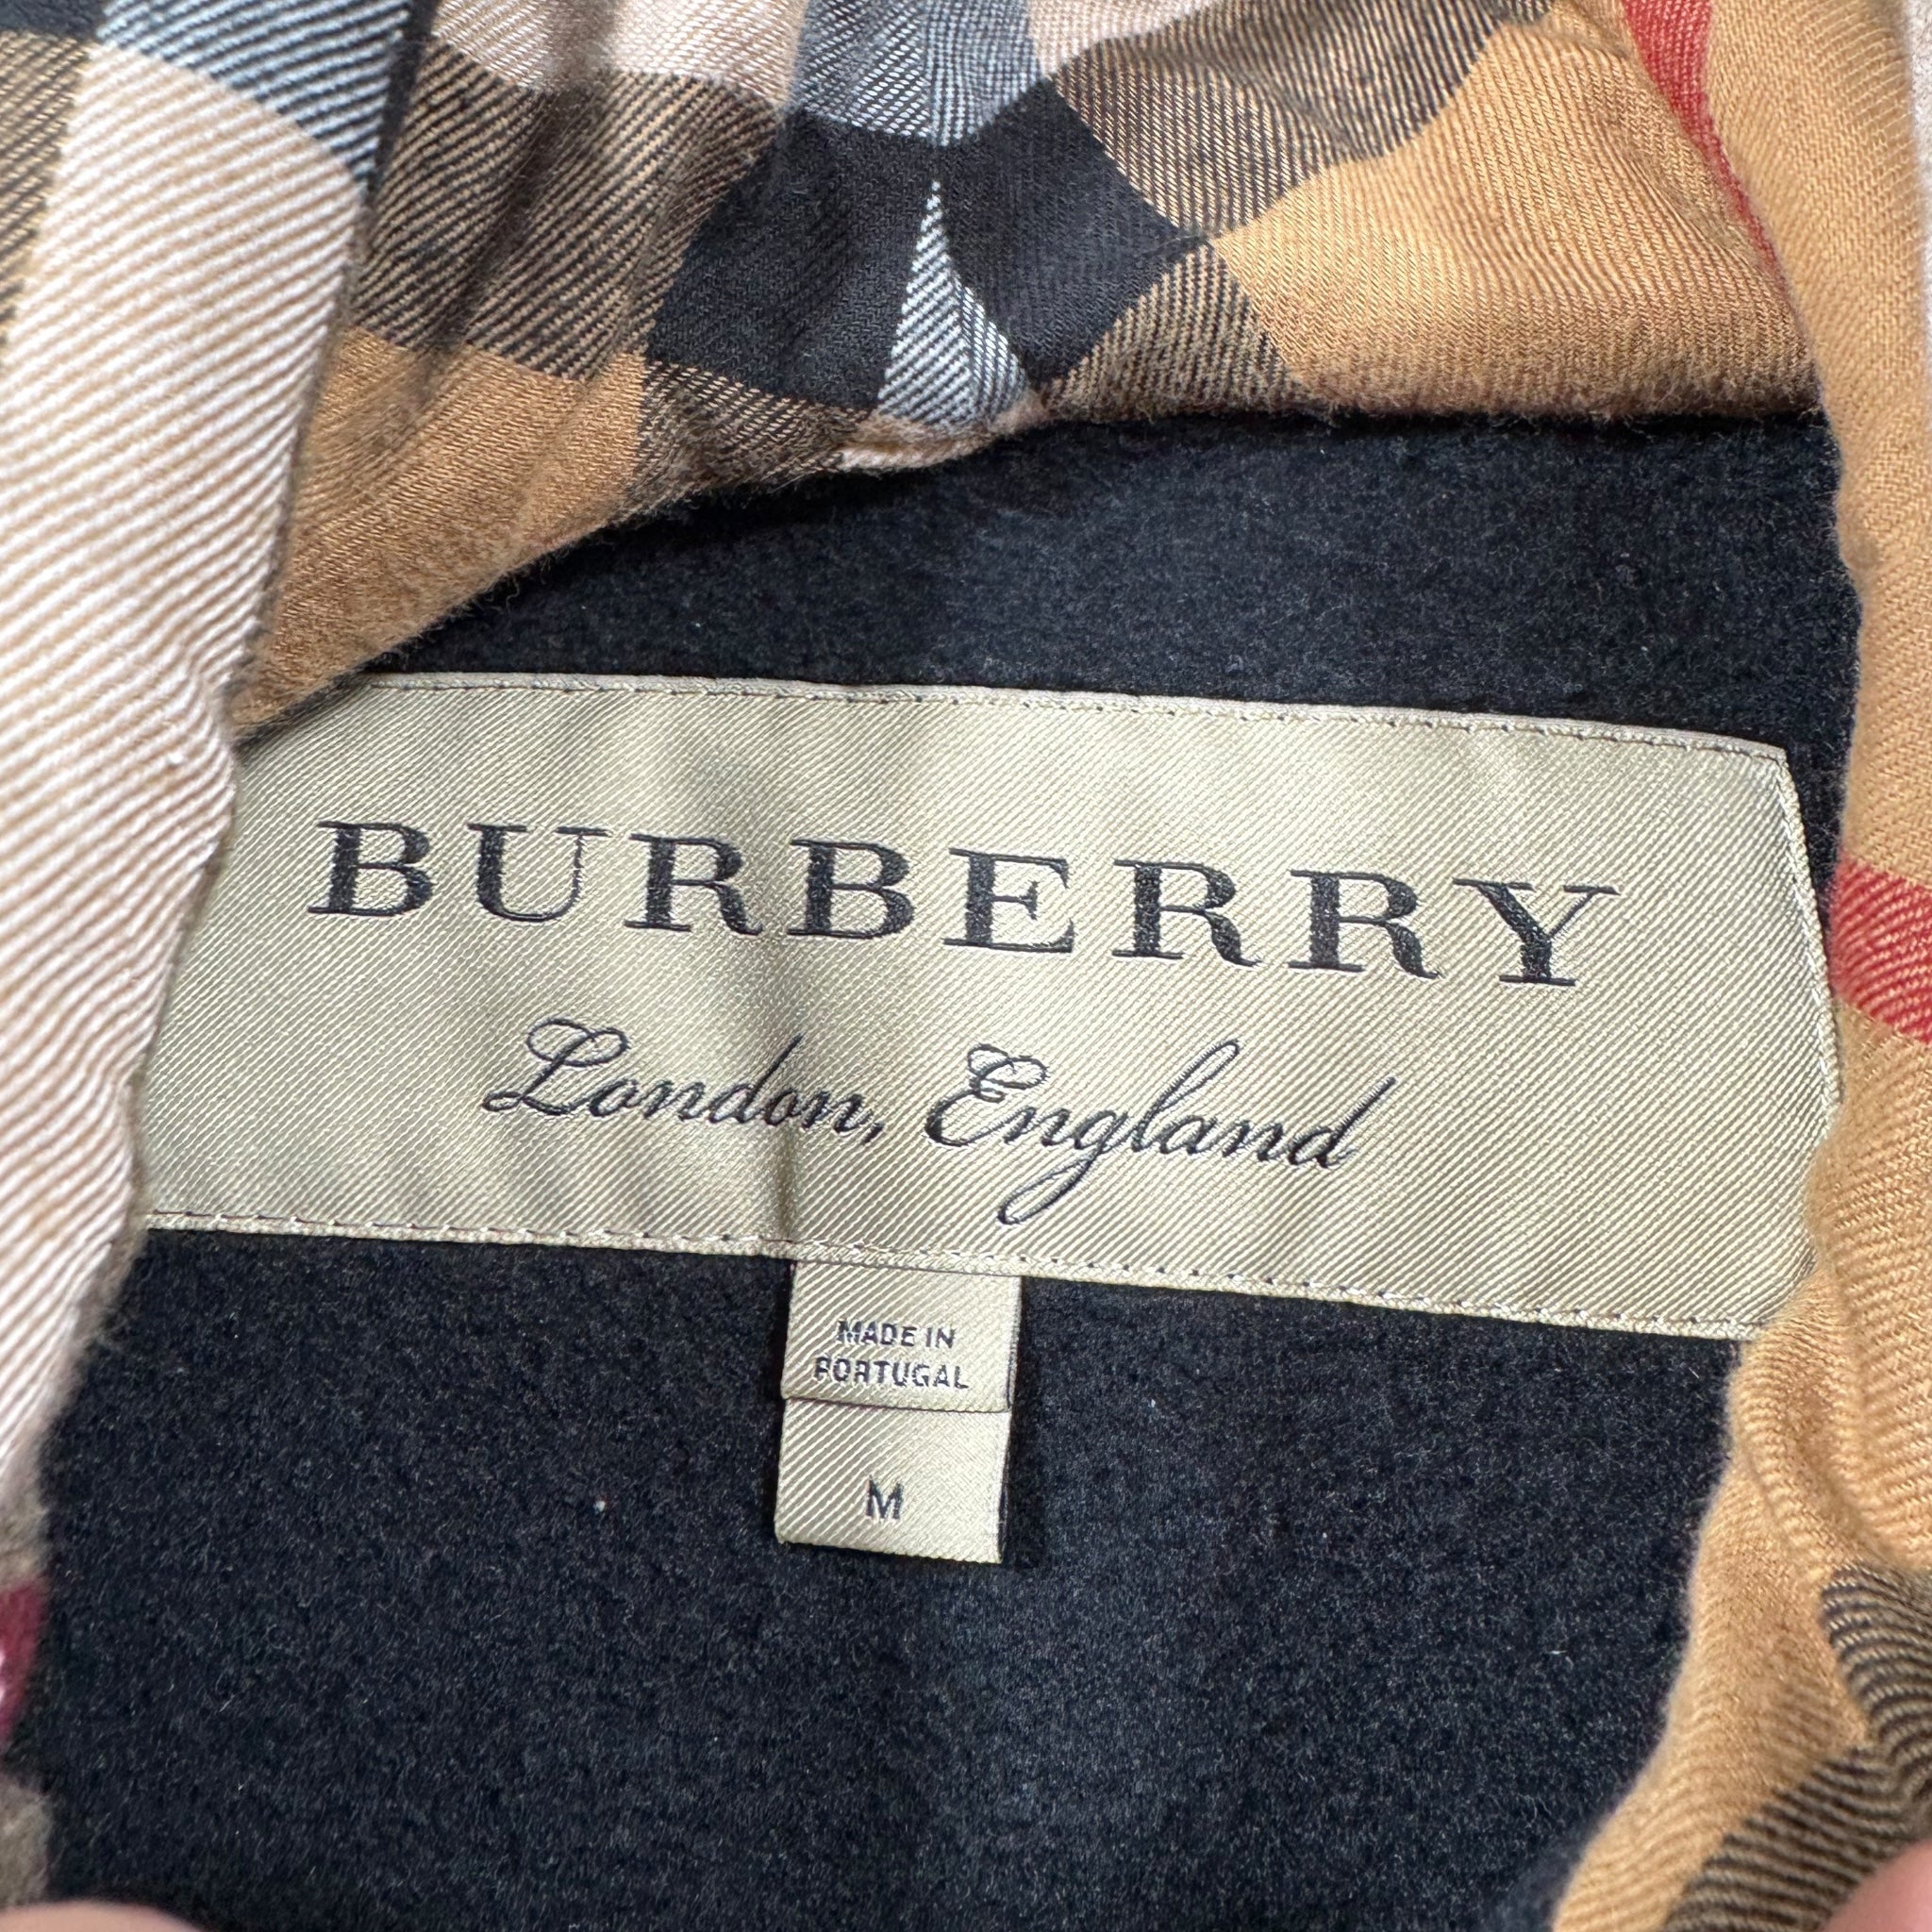 BURBERRY
London, England
MADE IN
PORTUGAL
M